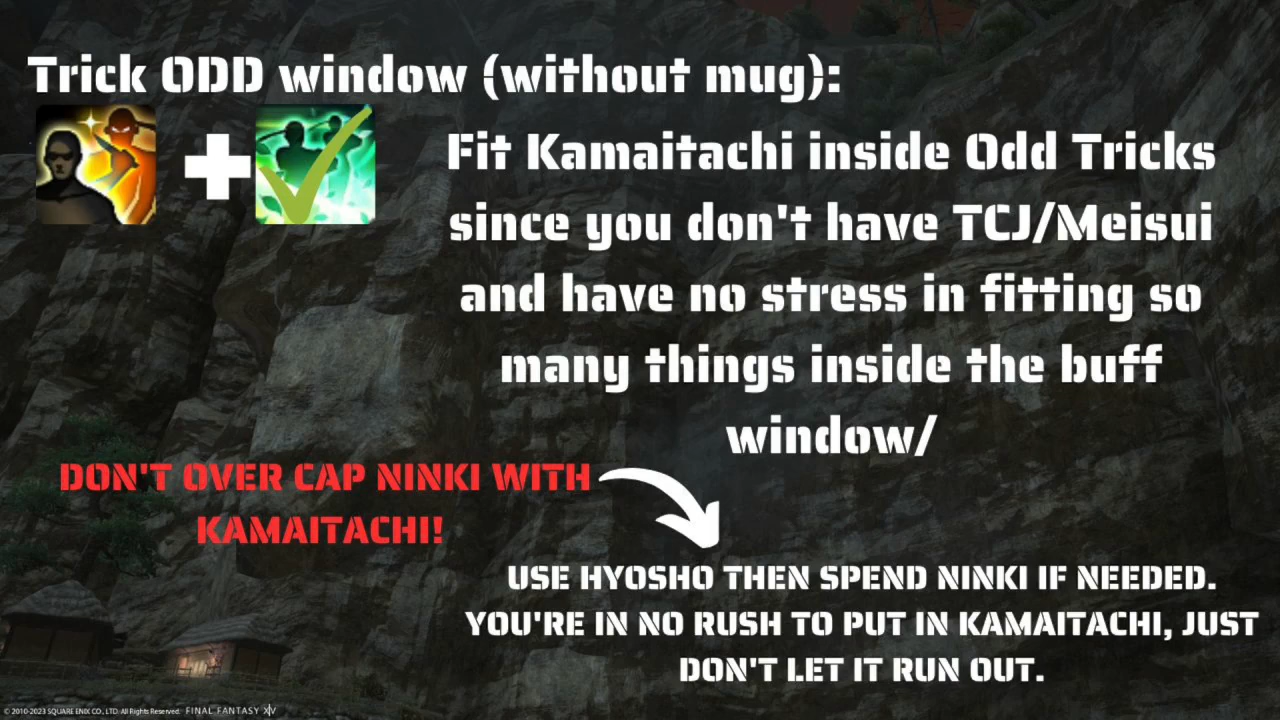 Trick ODD window (without mug):
Fit Kamaitachi inside Odd Tricks
since you don't have TCJ/Meisui
and have no stress in fitting so
many things inside the buff
window/
DON'T OVER CAP NINKI WITH
KAMAITACHI!
USE HYOSHO THEN SPEND NINKI IF NEEDED.
YOU'RE IN NO RUSH TO PUT IN KAMAITACHI, JUST
DON'T LET IT RUN OUT.
© 2010-2023 SQUARE ENIX CO., LTD. All Rights Reserved. FINAL FANTASY XIV